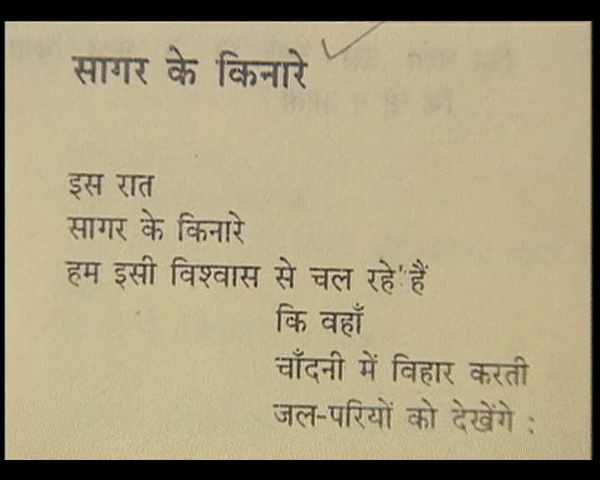 सागर के किनारे
इस रात
सागर के किनारे
हम इसी विश्वास से चल रहे हैं
कि वहाँ
चाँदनी में विहार करती
जल-परियों को देखेंगे :